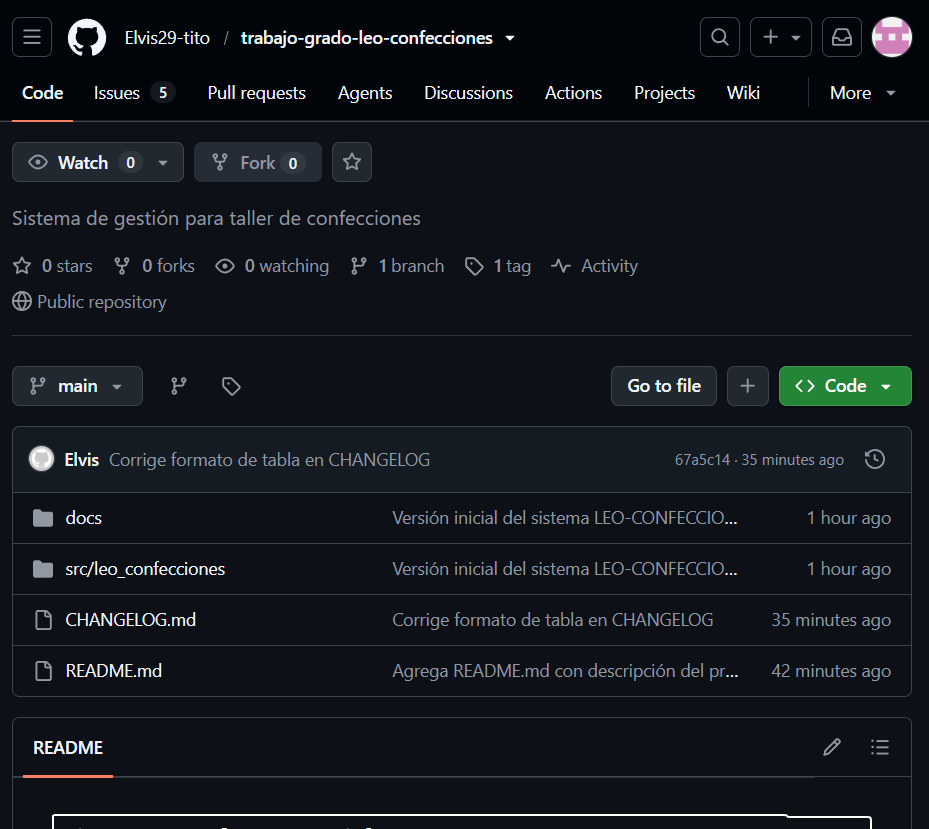 Elvis29-tito / trabajo-grado-leo-confecciones
Code Issues 5 Pull requests Agents Discussions Actions Projects Wiki More
Watch 0 Fork 0
Sistema de gestión para taller de confecciones
0 stars 0 forks 0 watching 1 branch 1 tag Activity
Public repository
main Go to file Code
Elvis Corrige formato de tabla en CHANGELOG 67a5c14 · 35 minutes ago
docs Versión inicial del sistema LEO-CONFECCIO... 1 hour ago
src/leo_confecciones Versión inicial del sistema LEO-CONFECCIO... 1 hour ago
CHANGELOG.md Corrige formato de tabla en CHANGELOG 35 minutes ago
README.md Agrega README.md con descripción del pr... 42 minutes ago
README